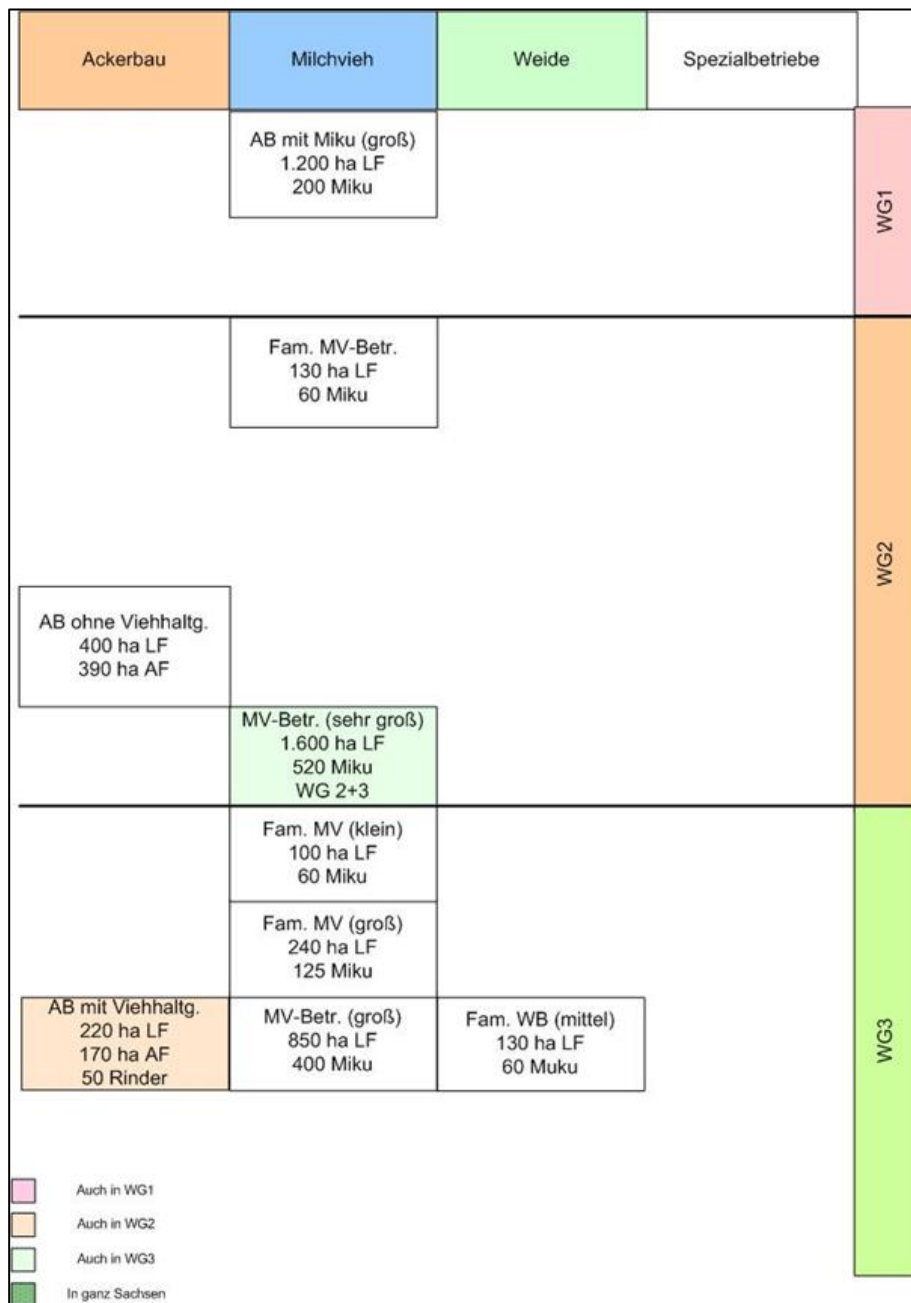 Ackerbau
Milchvieh
Weide
Spezialbetriebe
AB mit Miku (groß)
1.200 ha LF
200 Miku
WG1
Fam. MV-Betr.
130 ha LF
60 Miku
WG2
AB ohne Viehhaltg.
400 ha LF
390 ha AF
MV-Betr. (sehr groß)
1.600 ha LF
520 Miku
WG 2+3
Fam. MV (klein)
100 ha LF
60 Miku
Fam. MV (groß)
240 ha LF
125 Miku
WG3
AB mit Viehhaltg.
220 ha LF
170 ha AF
50 Rinder
MV-Betr. (groß)
850 ha LF
400 Miku
Fam. WB (mittel)
130 ha LF
60 Muku
Auch in WG1
Auch in WG2
Auch in WG3
In ganz Sachsen